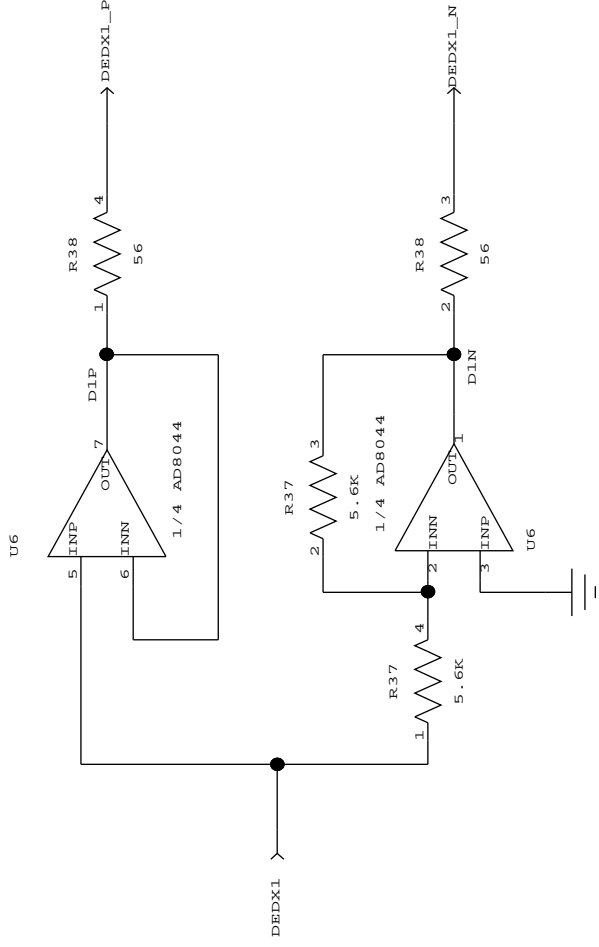 DEDX1_P
DEDX1_N
4
R38
56
1
3
R38
56
2
D1P
D1N
7
OUT
1/4 AD8044
U6
INP
INN
5
6
3
R37
5.6K
2
1/4 AD8044
1
OUT
INN
INP
U6
2
3
4
R37
5.6K
1
DEDX1